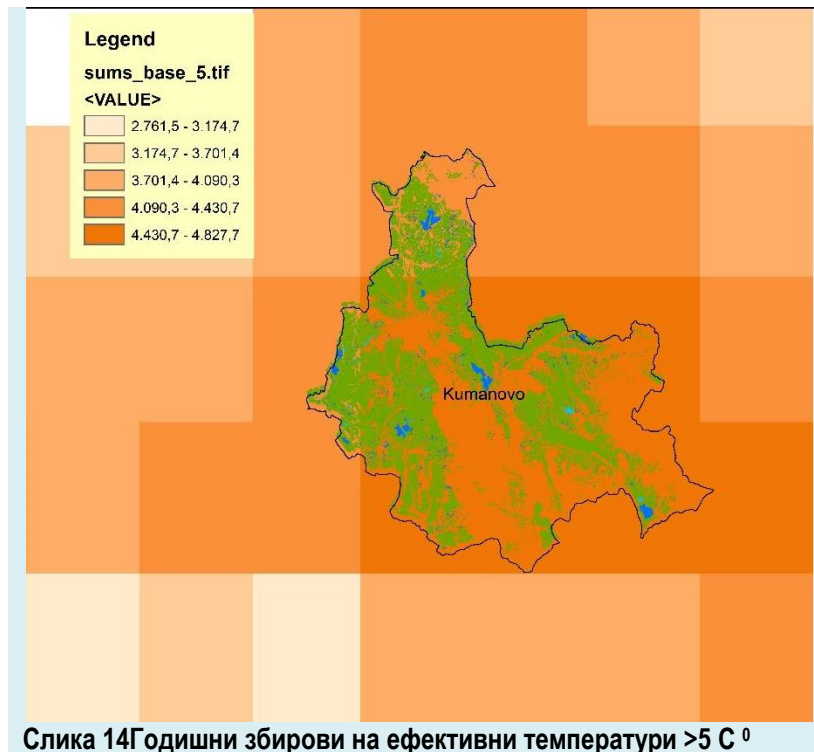 Legend
sums_base_5.tif
<VALUE>
2.761,5 - 3.174,7
3.174,7 - 3.701,4
3.701,4 - 4.090,3
4.090,3 - 4.430,7
4.430,7 - 4.827,7
Kumanovo
Слика 14Годишни збирови на ефективни температури >5 C ⁰